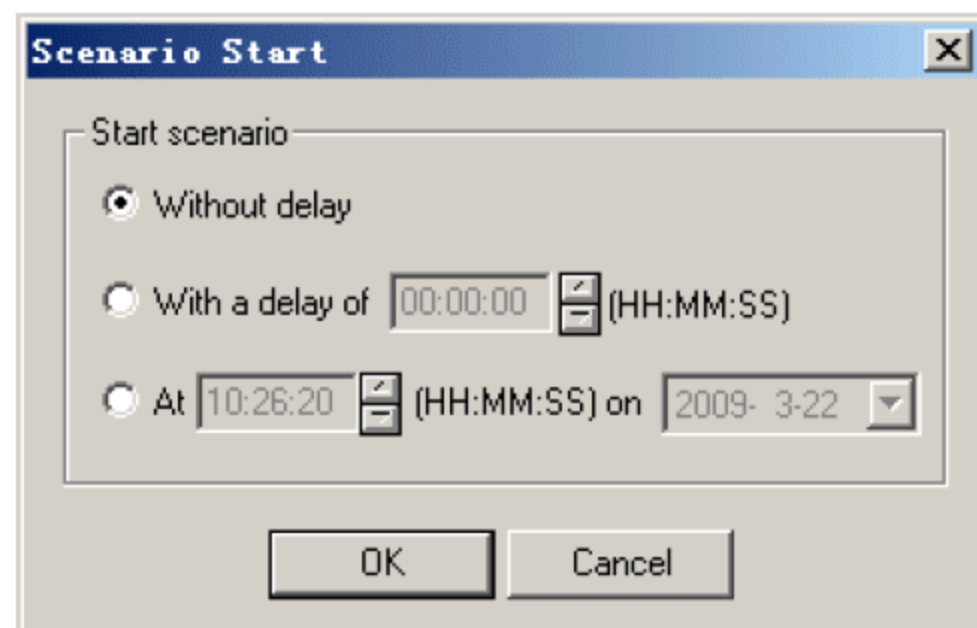 Scenario Start
Start scenario
Without delay
With a delay of 00:00:00 (HH:MM:SS)
At 10:26:20 (HH:MM:SS) on 2009- 3-22
OK Cancel